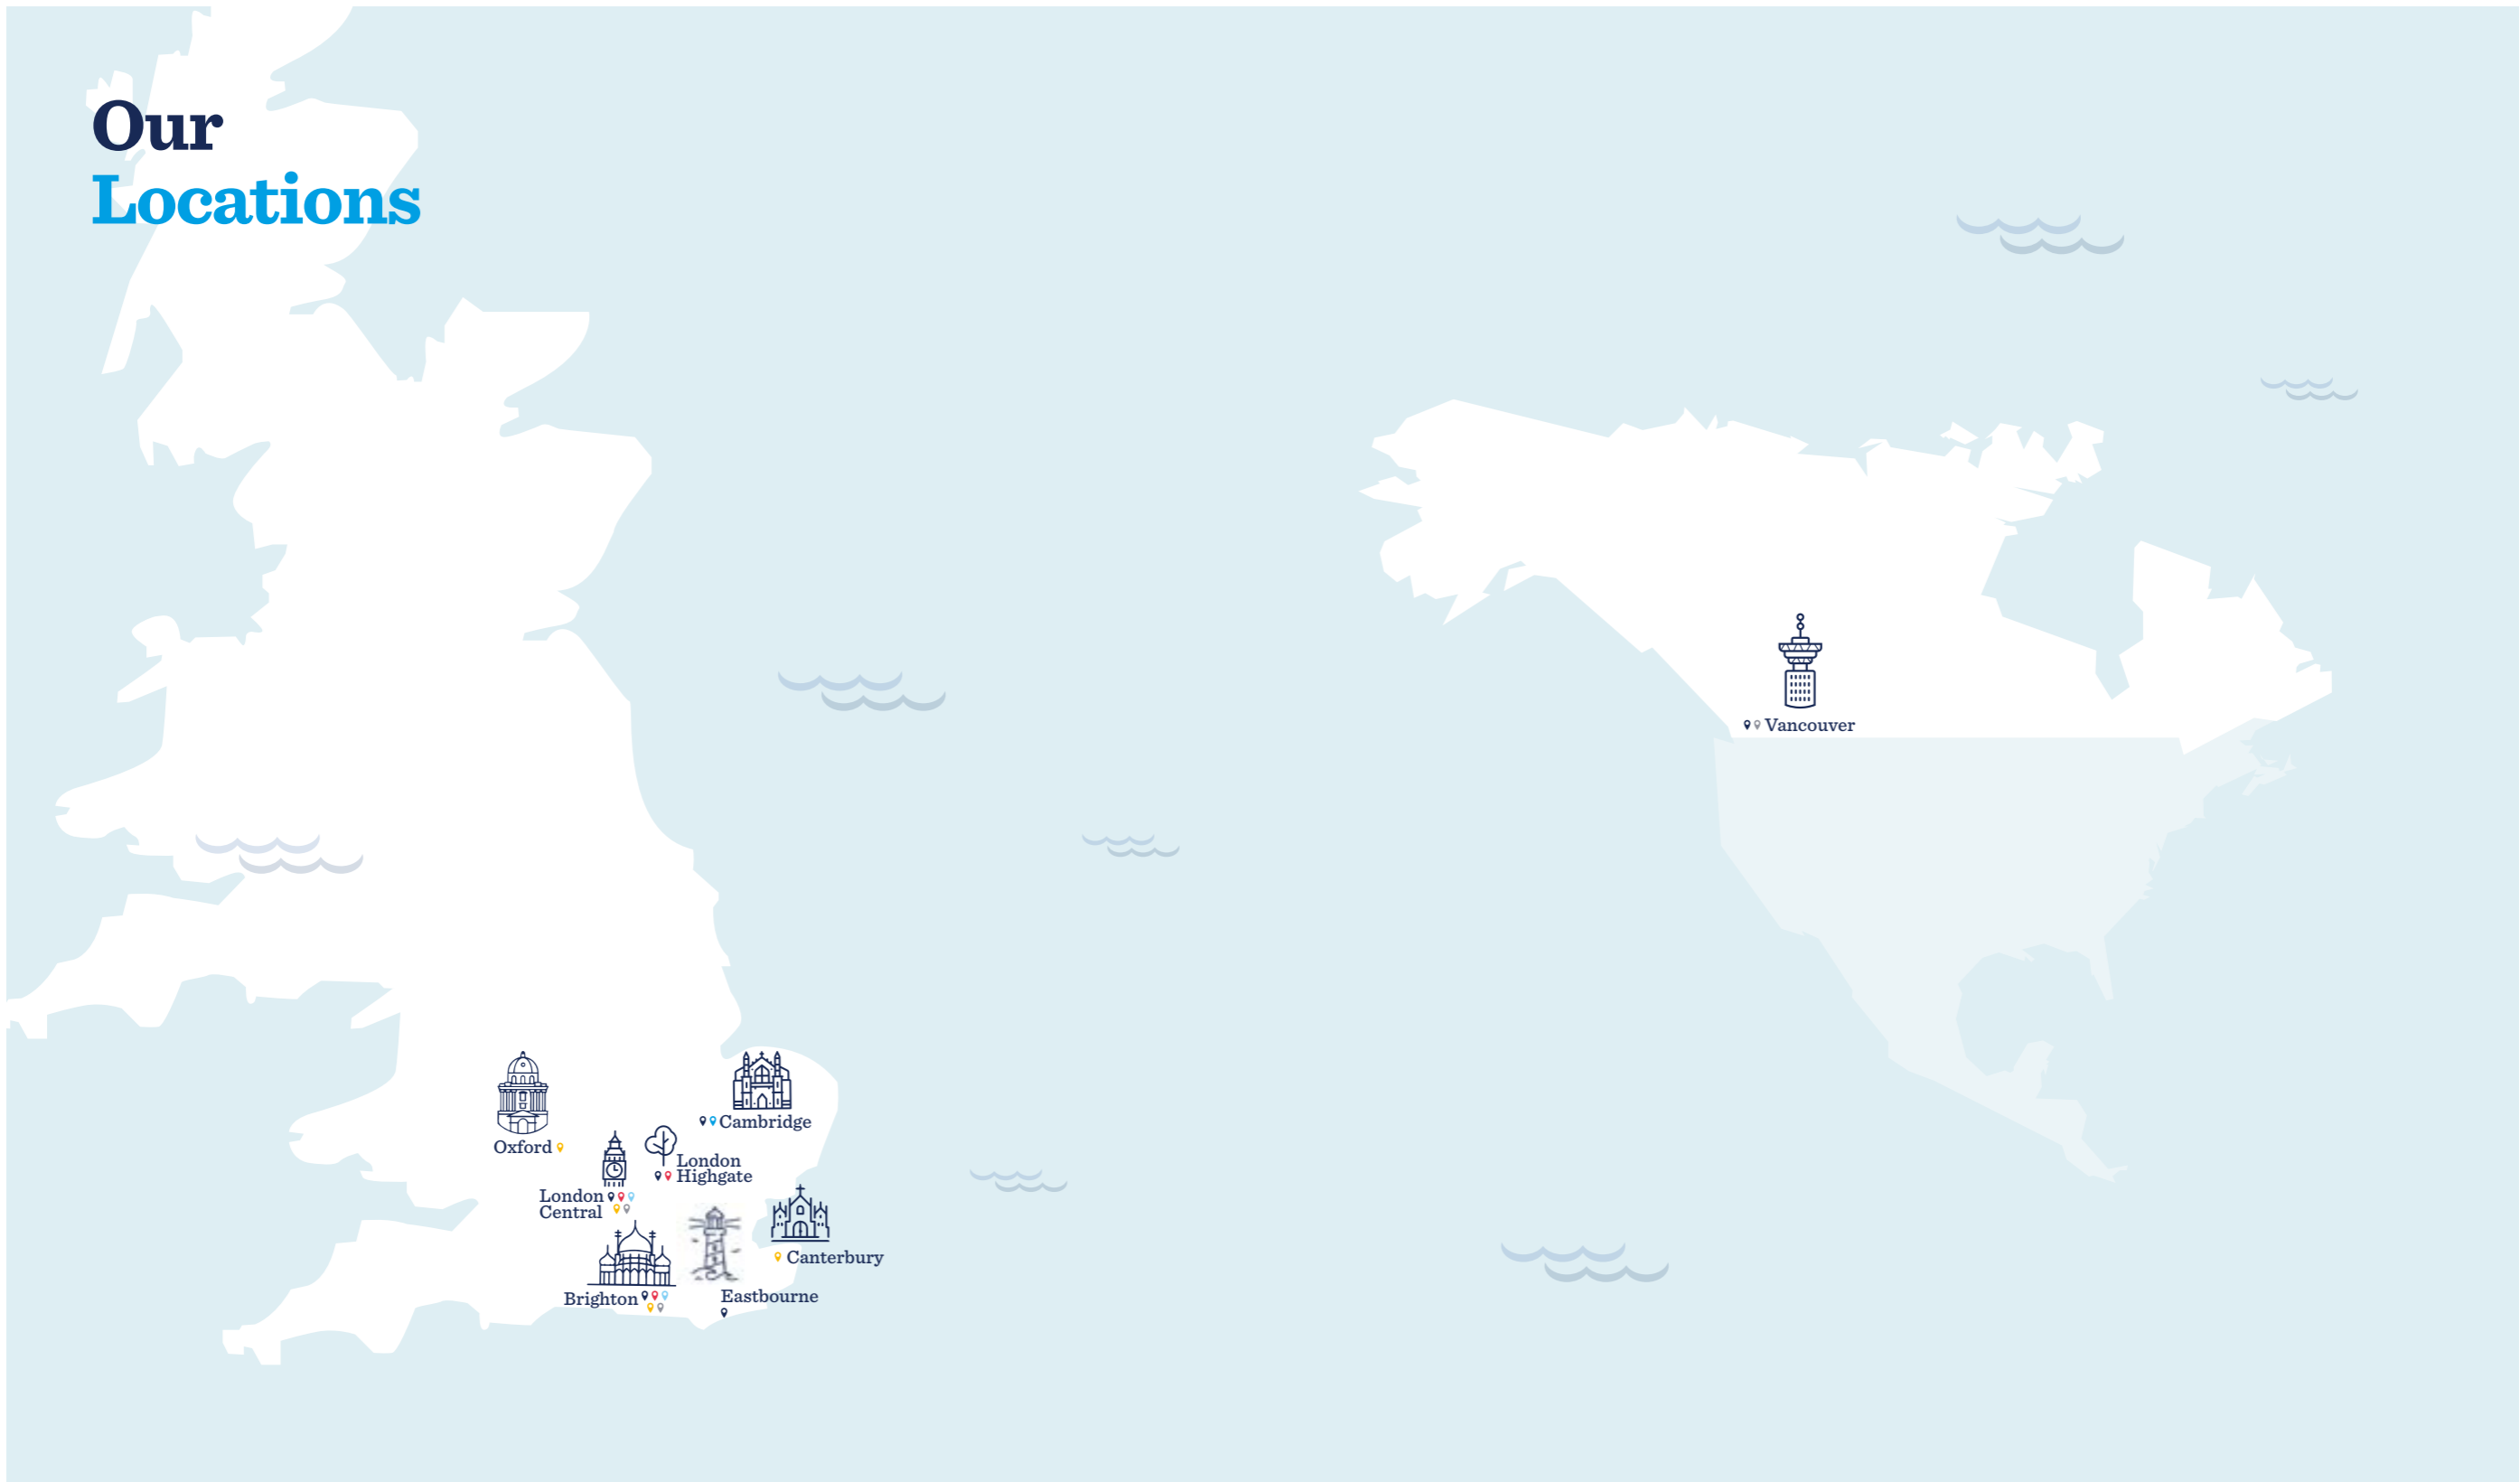 Our
Locations
Vancouver
Cambridge
Oxford
London
Highgate
London
Central
Canterbury
Eastbourne
Brighton